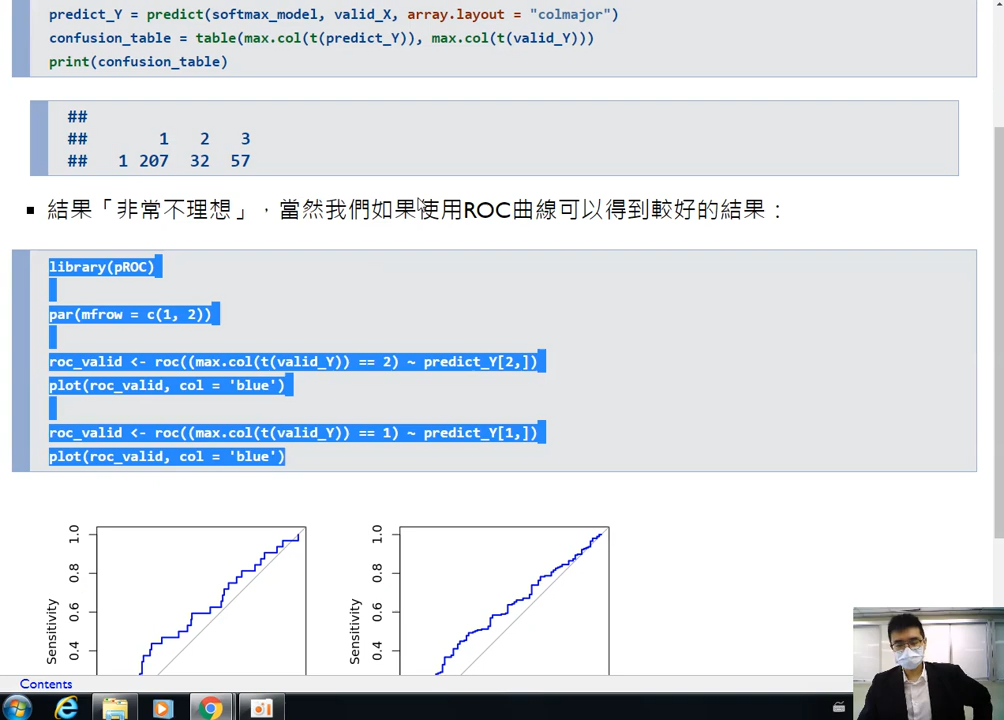 predict_Y = predict(softmax_model, valid_X, array.layout = "colmajor")
confusion_table = table(max.col(t(predict_Y)), max.col(t(valid_Y)))
print(confusion_table)
##
## 1 2 3
## 1 207 32 57
▪ 結果「非常不理想」，當然我們如果使用ROC曲線可以得到較好的結果：
library(pROC)
par(mfrow = c(1, 2))
roc_valid <- roc((max.col(t(valid_Y)) == 2) ~ predict_Y[2,])
plot(roc_valid, col = 'blue')
roc_valid <- roc((max.col(t(valid_Y)) == 1) ~ predict_Y[1,])
plot(roc_valid, col = 'blue')
Sensitivity
1.0
0.8
0.6
0.4
Sensitivity
1.0
0.8
0.6
0.4
Contents